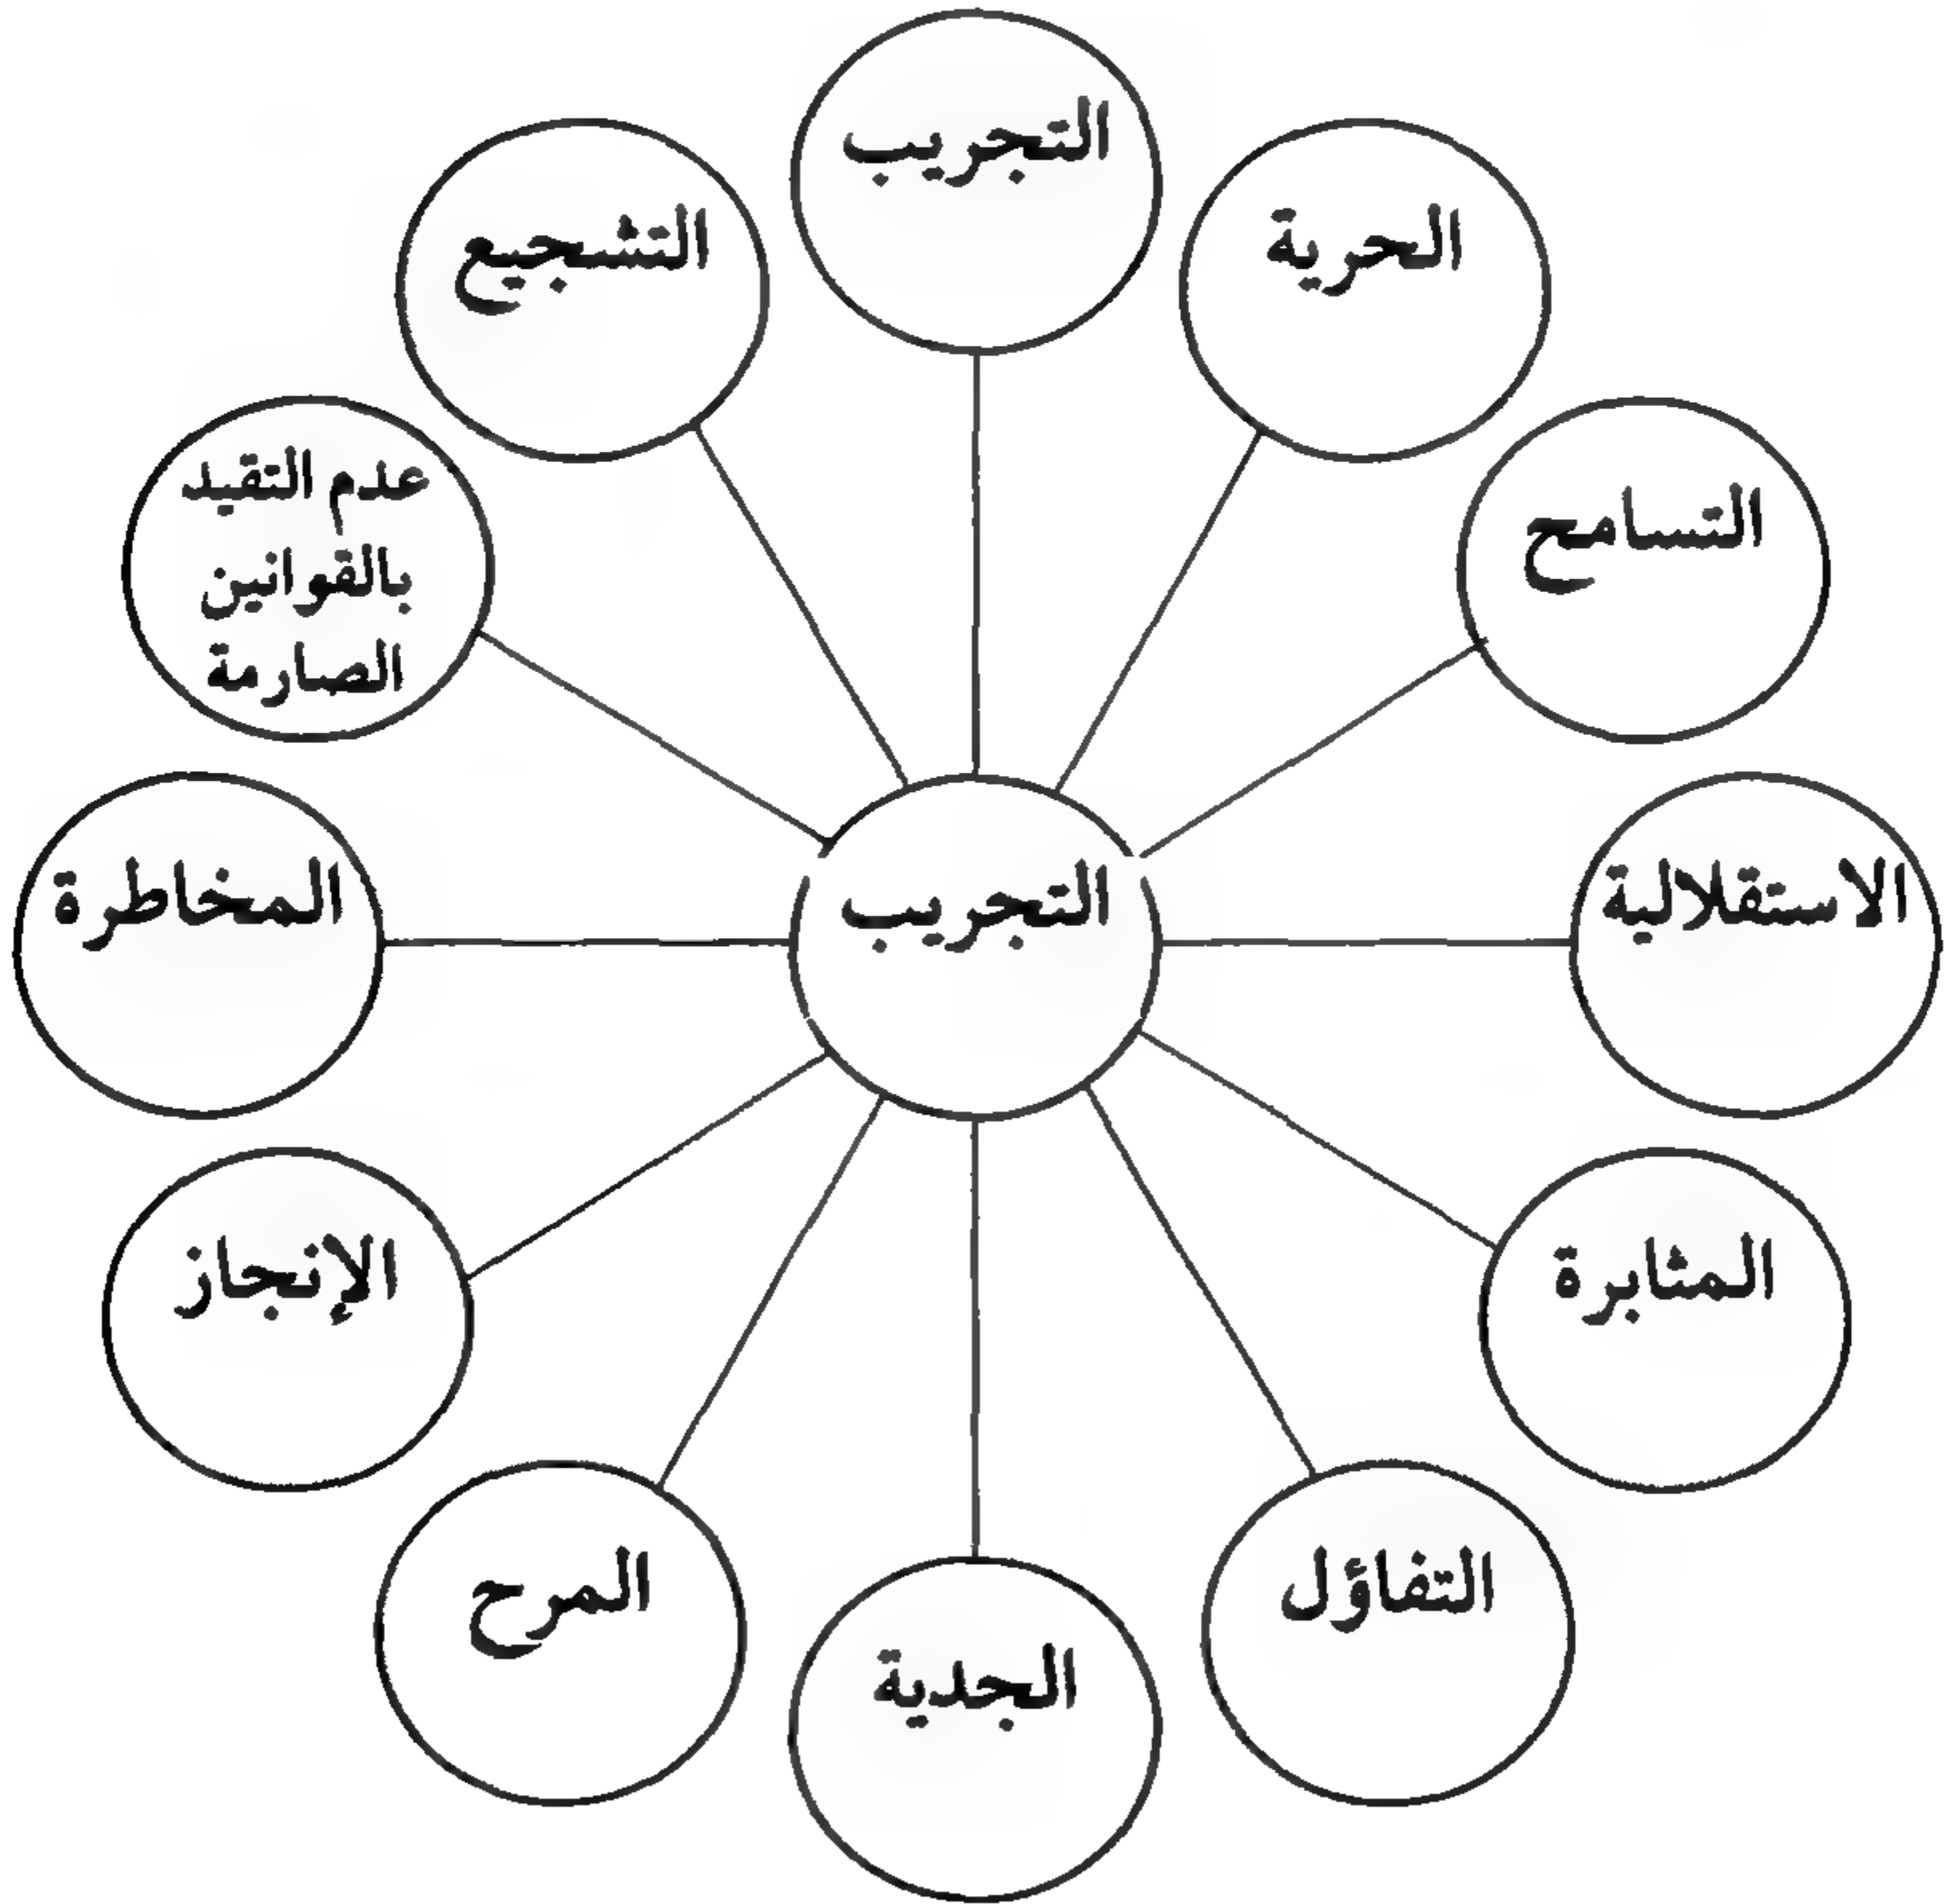 التجريب
الحرية
التشجيع
التسامح
عدم التقيد
بالقوانين
الصارمة
الاستقلالية
التجريب
المخاطرة
المثابرة
الإنجاز
التفاؤل
المرح
الجدية